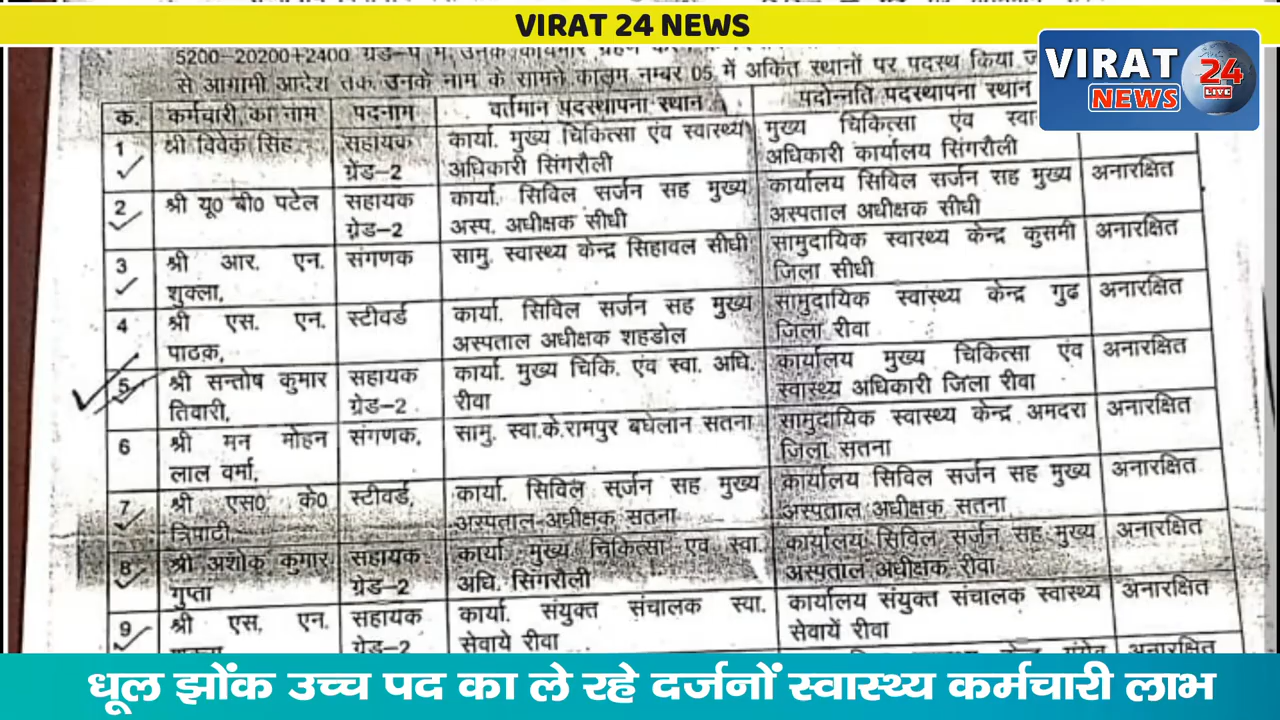 VIRAT 24 NEWS
VIRAT 24
NEWS LIVE
5200-20200+2400 ग्रेड-पे में, उनके कार्यभार ग्रहण
से आगामी आदेश तक उनके नाम के सामने कालम नम्बर 05 में अंकित स्थानों पर पदस्थ किया
क. कर्मचारी का नाम पदनाम वर्तमान पदस्थापना स्थान पदोन्नति पदस्थापना स्थान
1 श्री विवेक सिंह, सहायक कार्या. मुख्य चिकित्सा एंव स्वास्थ्य मुख्य चिकित्सा एंव
ग्रेड-2 अधिकारी सिंगरौली अधिकारी कार्यालय सिंगरौली
2 श्री यू0 बी0 पटेल सहायक कार्या. सिविल सर्जन सह मुख्य कार्यालय सिविल सर्जन सह मुख्य अनारक्षित
ग्रेड-2 अस्प. अधीक्षक सीधी अस्पताल अधीक्षक सीधी
3 श्री आर. एन. संगणक सामु. स्वास्थ्य केन्द्र सिहावल सीधी सामुदायिक स्वास्थ्य केन्द्र कुसमी अनारक्षित
शुक्ला, जिला सीधी
4 श्री एस. एन. स्टीवर्ड कार्या. सिविल सर्जन सह मुख्य सामुदायिक स्वास्थ्य केन्द्र गुढ अनारक्षित
पाठक, अस्पताल अधीक्षक शहडोल जिला रीवा
5 श्री सन्तोष कुमार सहायक कार्या. मुख्य चिकि. एंव स्वा. अधि. कार्यालय मुख्य चिकित्सा एंव अनारक्षित
तिवारी, ग्रेड-2 रीवा स्वास्थ्य अधिकारी जिला रीवा
6 श्री मन मोहन संगणक, सामु. स्वा.के.रामपुर बघेलान सतना सामुदायिक स्वास्थ्य केन्द्र अमदरा अनारक्षित
लाल वर्मा, जिला सतना
7 श्री एस0 के0 स्टीवर्ड, कार्या. सिविल सर्जन सह मुख्य कार्यालय सिविल सर्जन सह मुख्य अनारक्षित
त्रिपाठी, अस्पताल अधीक्षक सतना अस्पताल अधीक्षक सतना
8 श्री अशोक कुमार सहायक कार्या. मुख्य चिकित्सा एंव स्वा. कार्यालय सिविल सर्जन सह मुख्य अनारक्षित
गुप्ता ग्रेड-2 अधि. सिंगरौली अस्पताल अधीक्षक रीवा
9 श्री एस. एन. सहायक कार्या. संयुक्त संचालक स्वा. कार्यालय संयुक्त संचालक स्वास्थ्य अनारक्षित
ग्रेड-2 सेवाये रीवा सेवायें रीवा
अनारक्षित
धूल झोंक उच्च पद का ले रहे दर्जनों स्वास्थ्य कर्मचारी लाभ